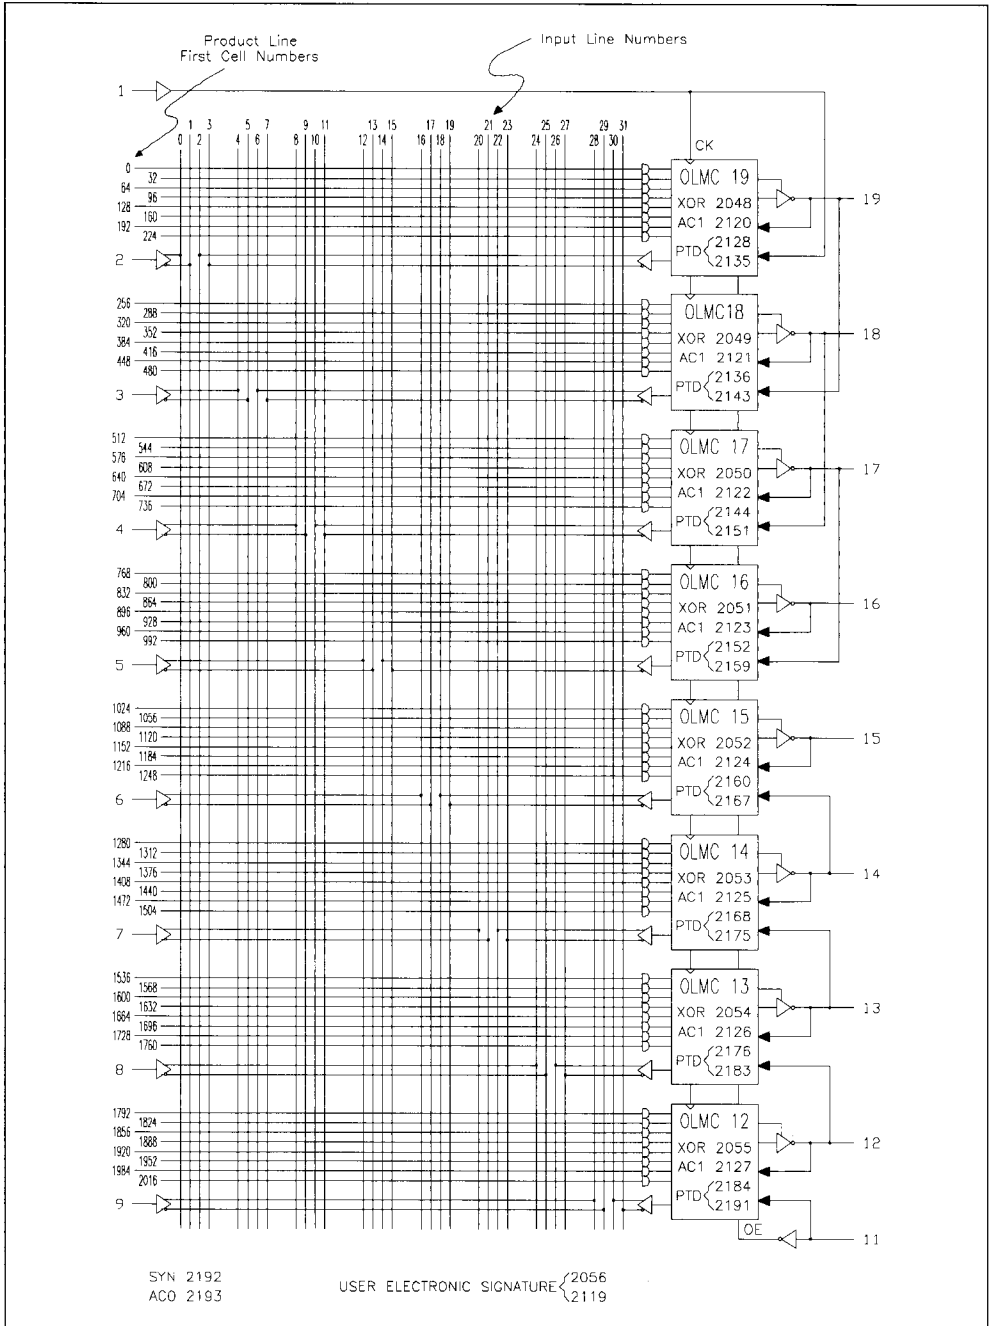 Product Line
First Cell Numbers
Input Line Numbers
1
1 3 5 7 9 11 13 15 17 19 21 23 25 27 29 31
0 2 4 6 8 10 12 14 16 18 20 22 24 26 28 30
CK
0
32
64
96
128
160
192
224
OLMC 19
XOR 2048
AC1 2120
PTD 2128
2135
19
2
256
288
320
352
384
416
448
480
OLMC18
XOR 2049
AC1 2121
PTD 2136
2143
18
3
512
544
576
608
640
672
704
736
OLMC 17
XOR 2050
AC1 2122
PTD 2144
2151
17
4
768
800
832
864
896
928
960
992
OLMC 16
XOR 2051
AC1 2123
PTD 2152
2159
16
5
1024
1056
1088
1120
1152
1184
1216
1248
OLMC 15
XOR 2052
AC1 2124
PTD 2160
2167
15
6
1280
1312
1344
1376
1408
1440
1472
1504
OLMC 14
XOR 2053
AC1 2125
PTD 2168
2175
14
7
1536
1568
1600
1632
1664
1696
1728
1760
OLMC 13
XOR 2054
AC1 2126
PTD 2176
2183
13
8
1792
1824
1856
1888
1920
1952
1984
2016
OLMC 12
XOR 2055
AC1 2127
PTD 2184
2191
12
9
OE
11
SYN 2192
AC0 2193
USER ELECTRONIC SIGNATURE 2056
2119